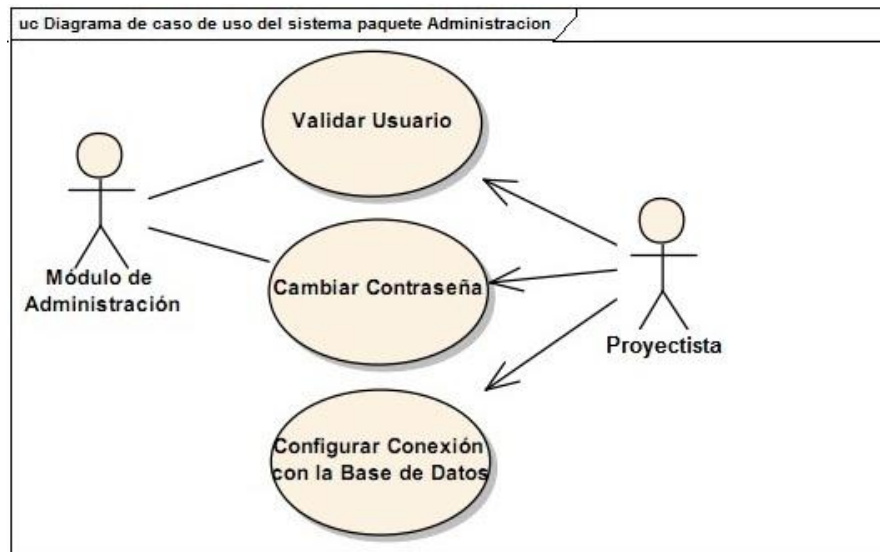 uc Diagrama de caso de uso del sistema paquete Administracion
Validar Usuario
Módulo de
Administración
Cambiar Contraseña
Proyectista
Configurar Conexión
con la Base de Datos